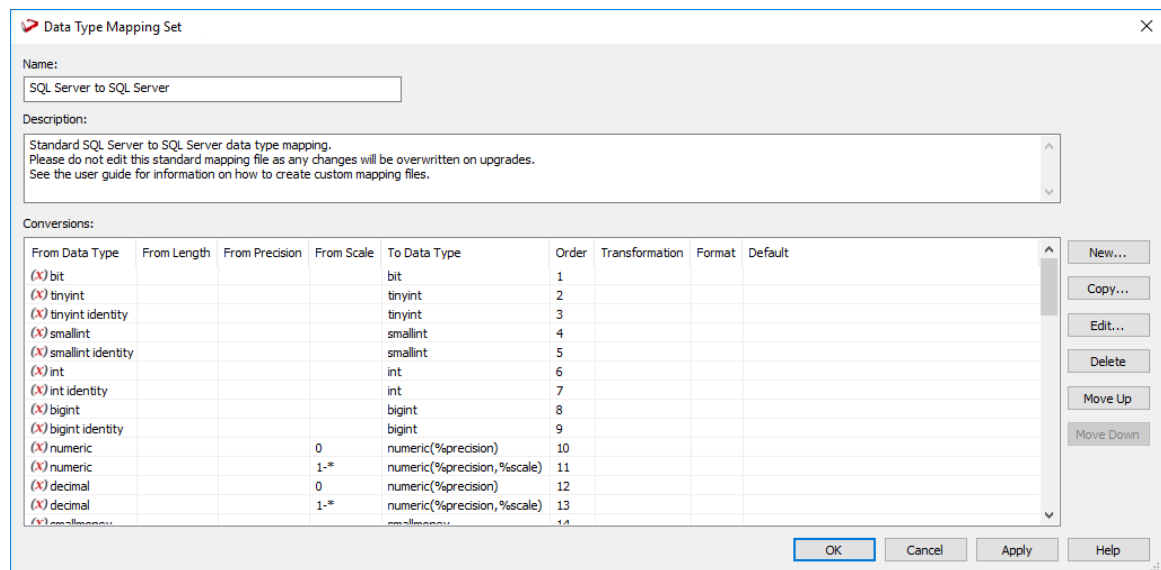 Data Type Mapping Set
Name:
SQL Server to SQL Server
Description:
Standard SQL Server to SQL Server data type mapping.
Please do not edit this standard mapping file as any changes will be overwritten on upgrades.
See the user guide for information on how to create custom mapping files.
Conversions:
From Data Type From Length From Precision From Scale To Data Type Order Transformation Format Default
(x) bit bit 1
(x) tinyint tinyint 2
(x) tinyint identity tinyint 3
(x) smallint smallint 4
(x) smallint identity smallint 5
(x) int int 6
(x) int identity int 7
(x) bigint bigint 8
(x) bigint identity bigint 9
(x) numeric 0 numeric(%precision) 10
(x) numeric 1-* numeric(%precision,%scale) 11
(x) decimal 0 numeric(%precision) 12
(x) decimal 1-* numeric(%precision,%scale) 13
(x) smallmoney smallmoney 14
New...
Copy...
Edit...
Delete
Move Up
Move Down
OK Cancel Apply Help